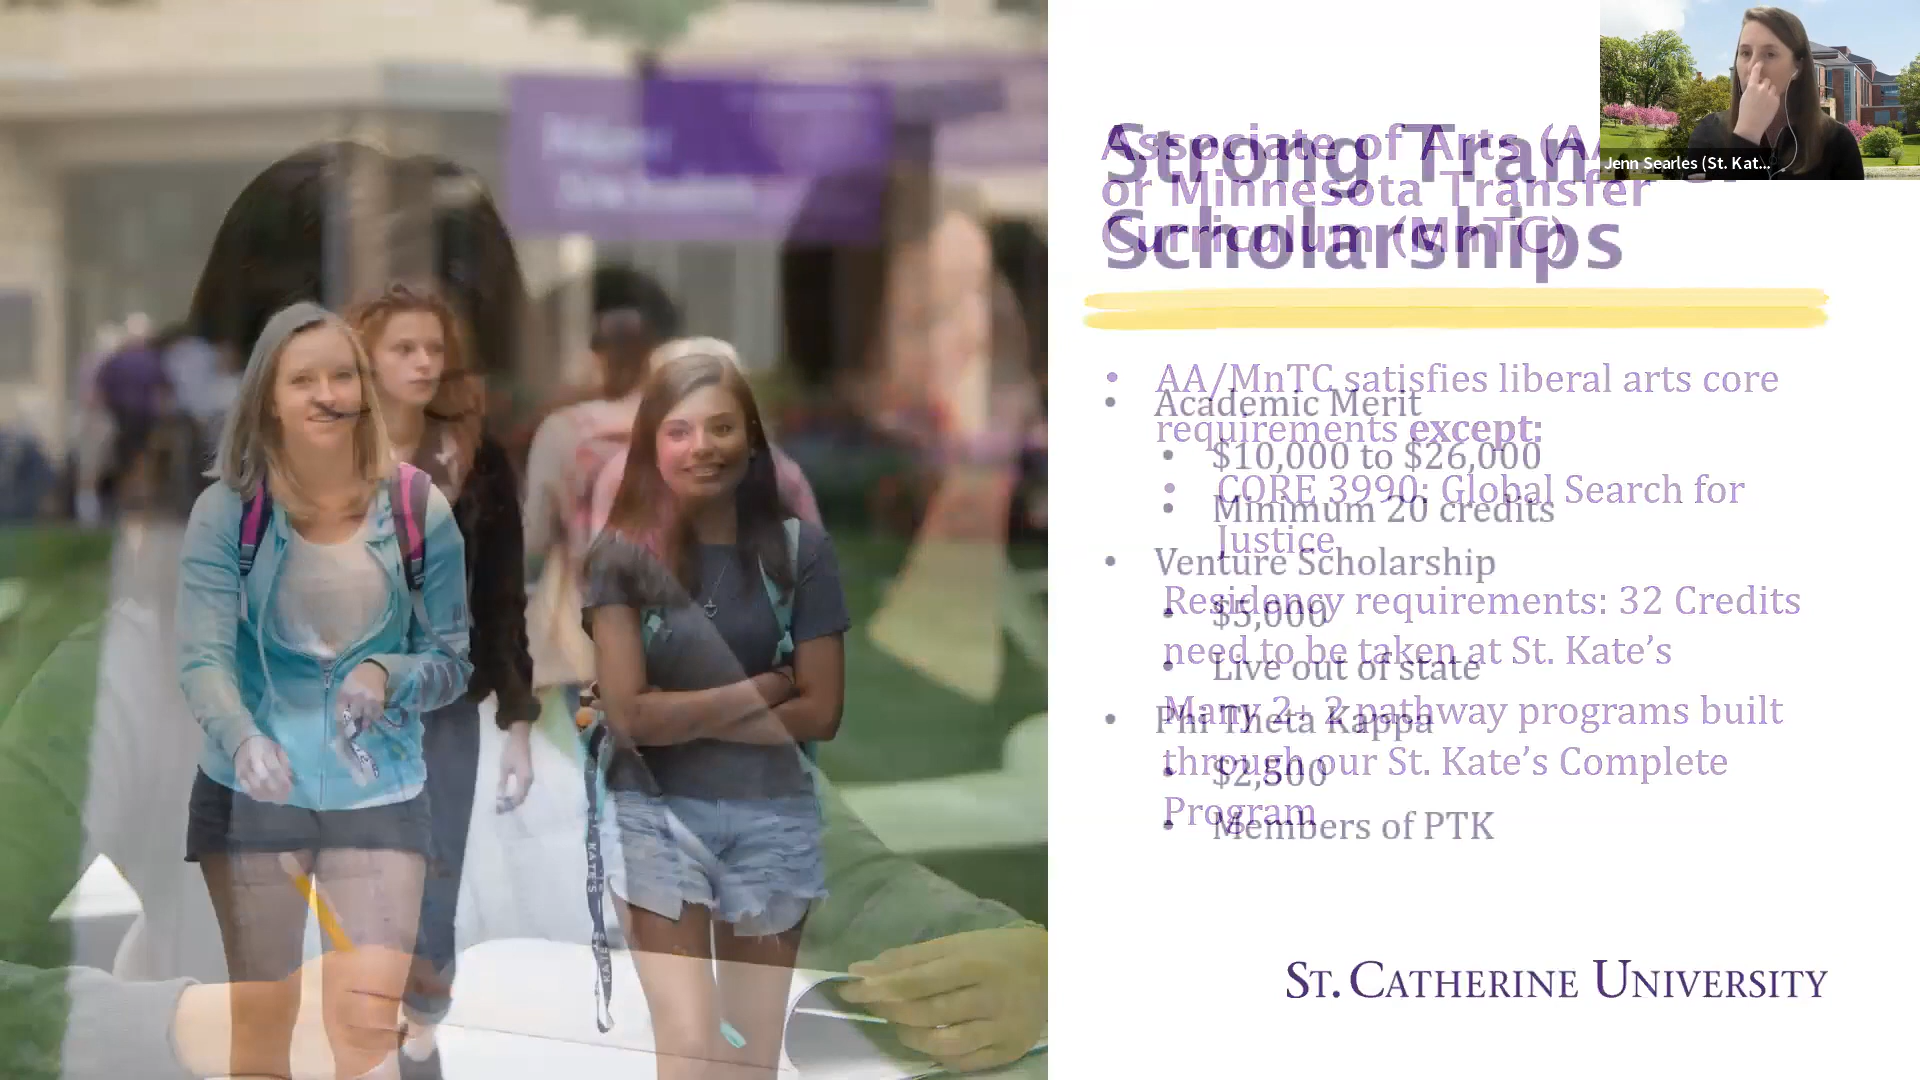 Associate of Arts (A
or Minnesota Transfer
Curriculum (MnTC)
Strong Tran
Scholarships
• AA/MnTC satisfies liberal arts core
requirements except:
• CORE 3990: Global Search for
Justice
Residency requirements: 32 Credits
need to be taken at St. Kate’s
Many 2+ 2 pathway programs built
through our St. Kate’s Complete
Program
• Academic Merit
• $10,000 to $26,000
• Minimum 20 credits
• Venture Scholarship
• $5,000
• Live out of state
• Phi Theta Kappa
• $2,500
• Members of PTK
Jenn Searles (St. Kat...
ST. CATHERINE UNIVERSITY